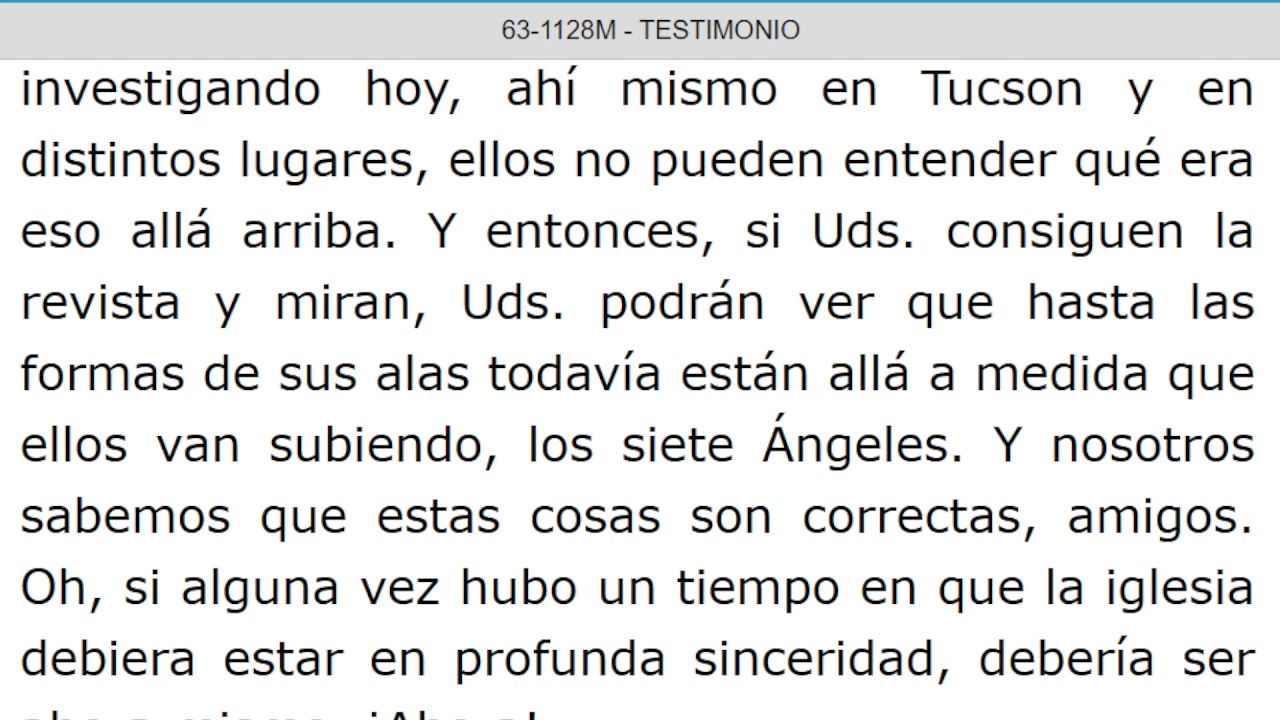 63-1128M - TESTIMONIO
investigando hoy, ahí mismo en Tucson y en
distintos lugares, ellos no pueden entender qué era
eso allá arriba. Y entonces, si Uds. consiguen la
revista y miran, Uds. podrán ver que hasta las
formas de sus alas todavía están allá a medida que
ellos van subiendo, los siete Ángeles. Y nosotros
sabemos que estas cosas son correctas, amigos.
Oh, si alguna vez hubo un tiempo en que la iglesia
debiera estar en profunda sinceridad, debería ser